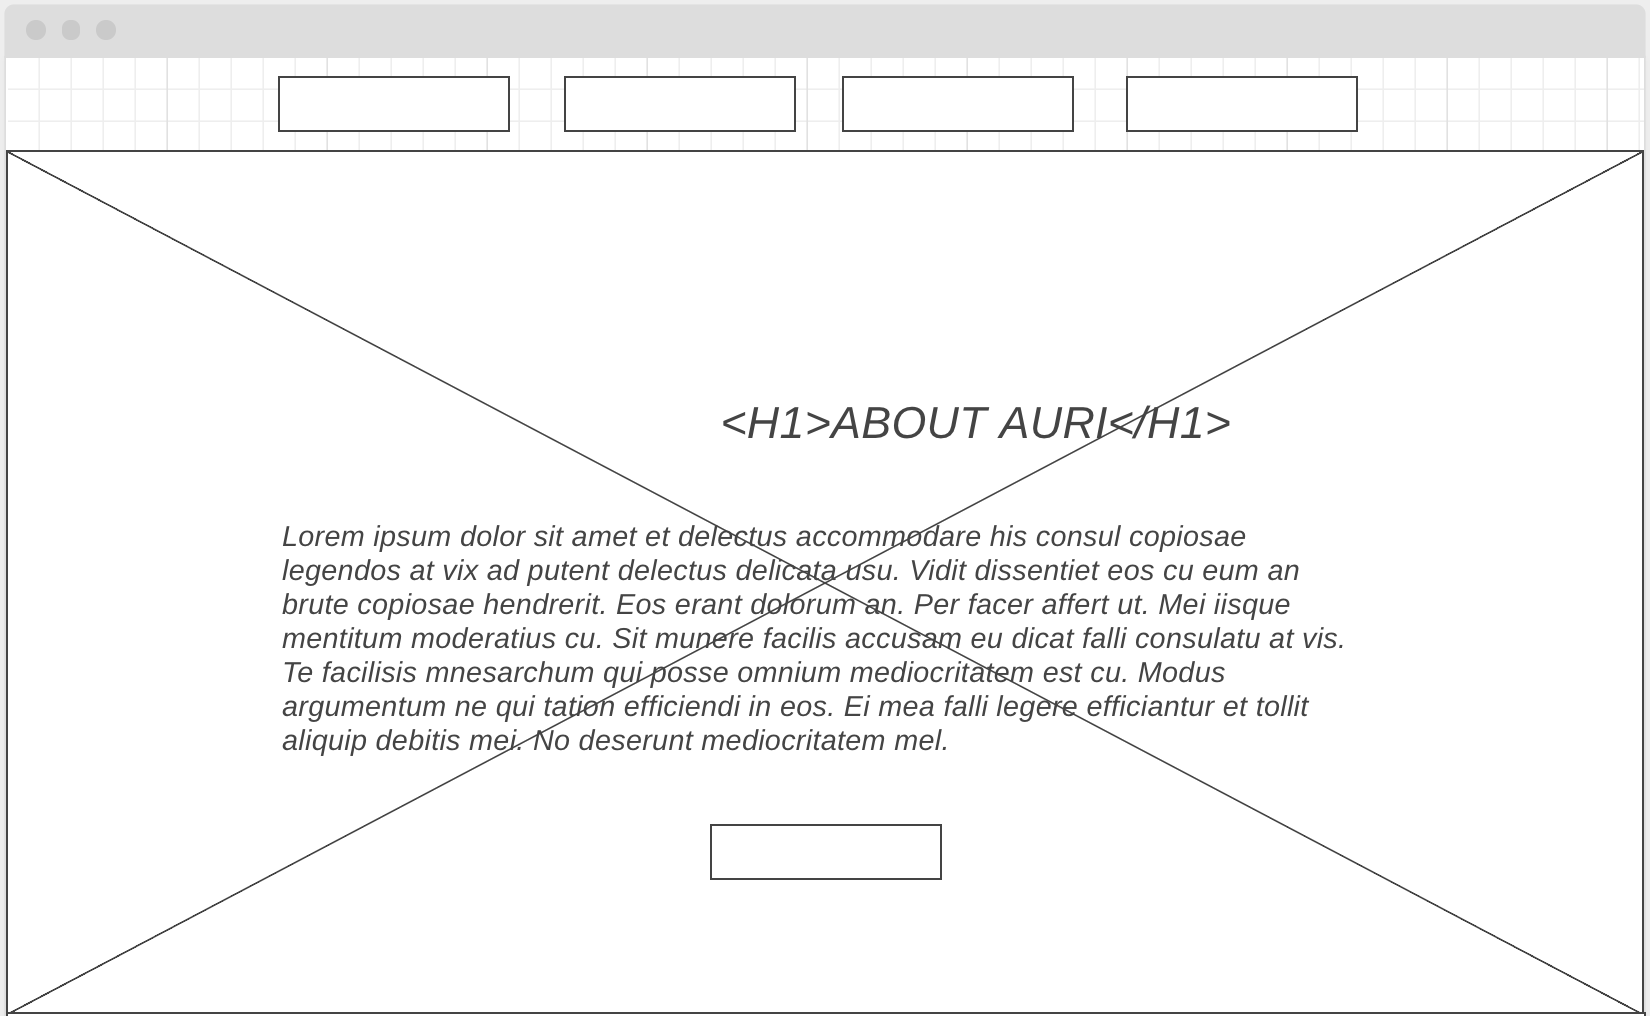 <H1>ABOUT AURI</H1>
Lorem ipsum dolor sit amet et delectus accommodare his consul copiosae
legendos at vix ad putent delectus delicata usu. Vidit dissentiet eos cu eum an
brute copiosae hendrerit. Eos erant dolorum an. Per facer affert ut. Mei iisque
mentitum moderatius cu. Sit munere facilis accusam eu dicat falli consulatu at vis.
Te facilisis mnesarchum qui posse omnium mediocritatem est cu. Modus
argumentum ne qui tation efficiendi in eos. Ei mea falli legere efficiantur et tollit
aliquip debitis mei. No deserunt mediocritatem mel.